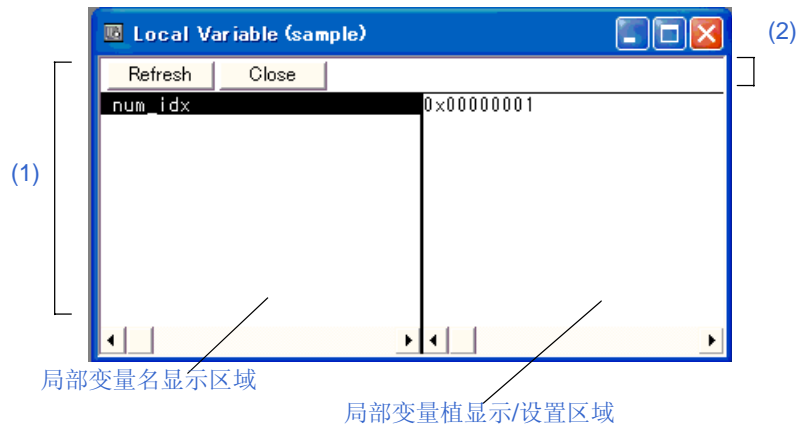 Local Variable (sample)
(2)
Refresh Close
num_idx 0x00000001
(1)
局部变量名显示区域
局部变量植显示/设置区域